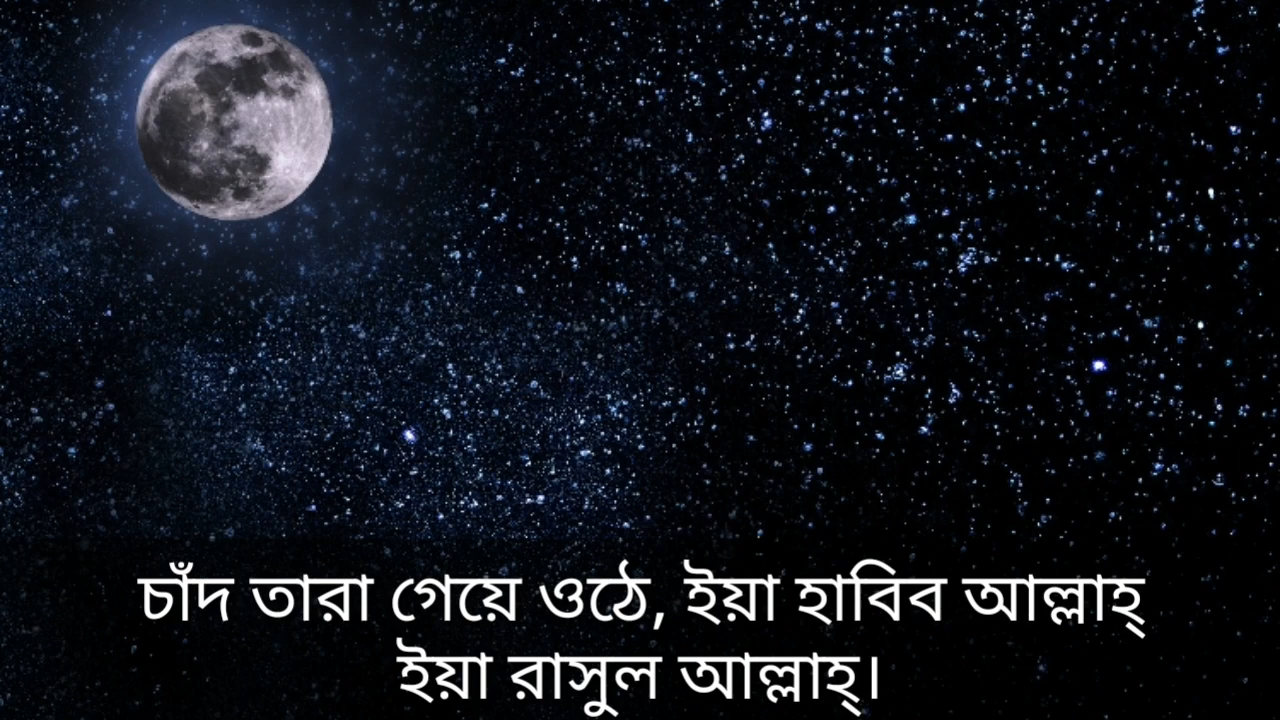 চাঁদ তারা গেয়ে ওঠে, ইয়া হাবিব আল্লাহ্
ইয়া রাসুল আল্লাহ্।